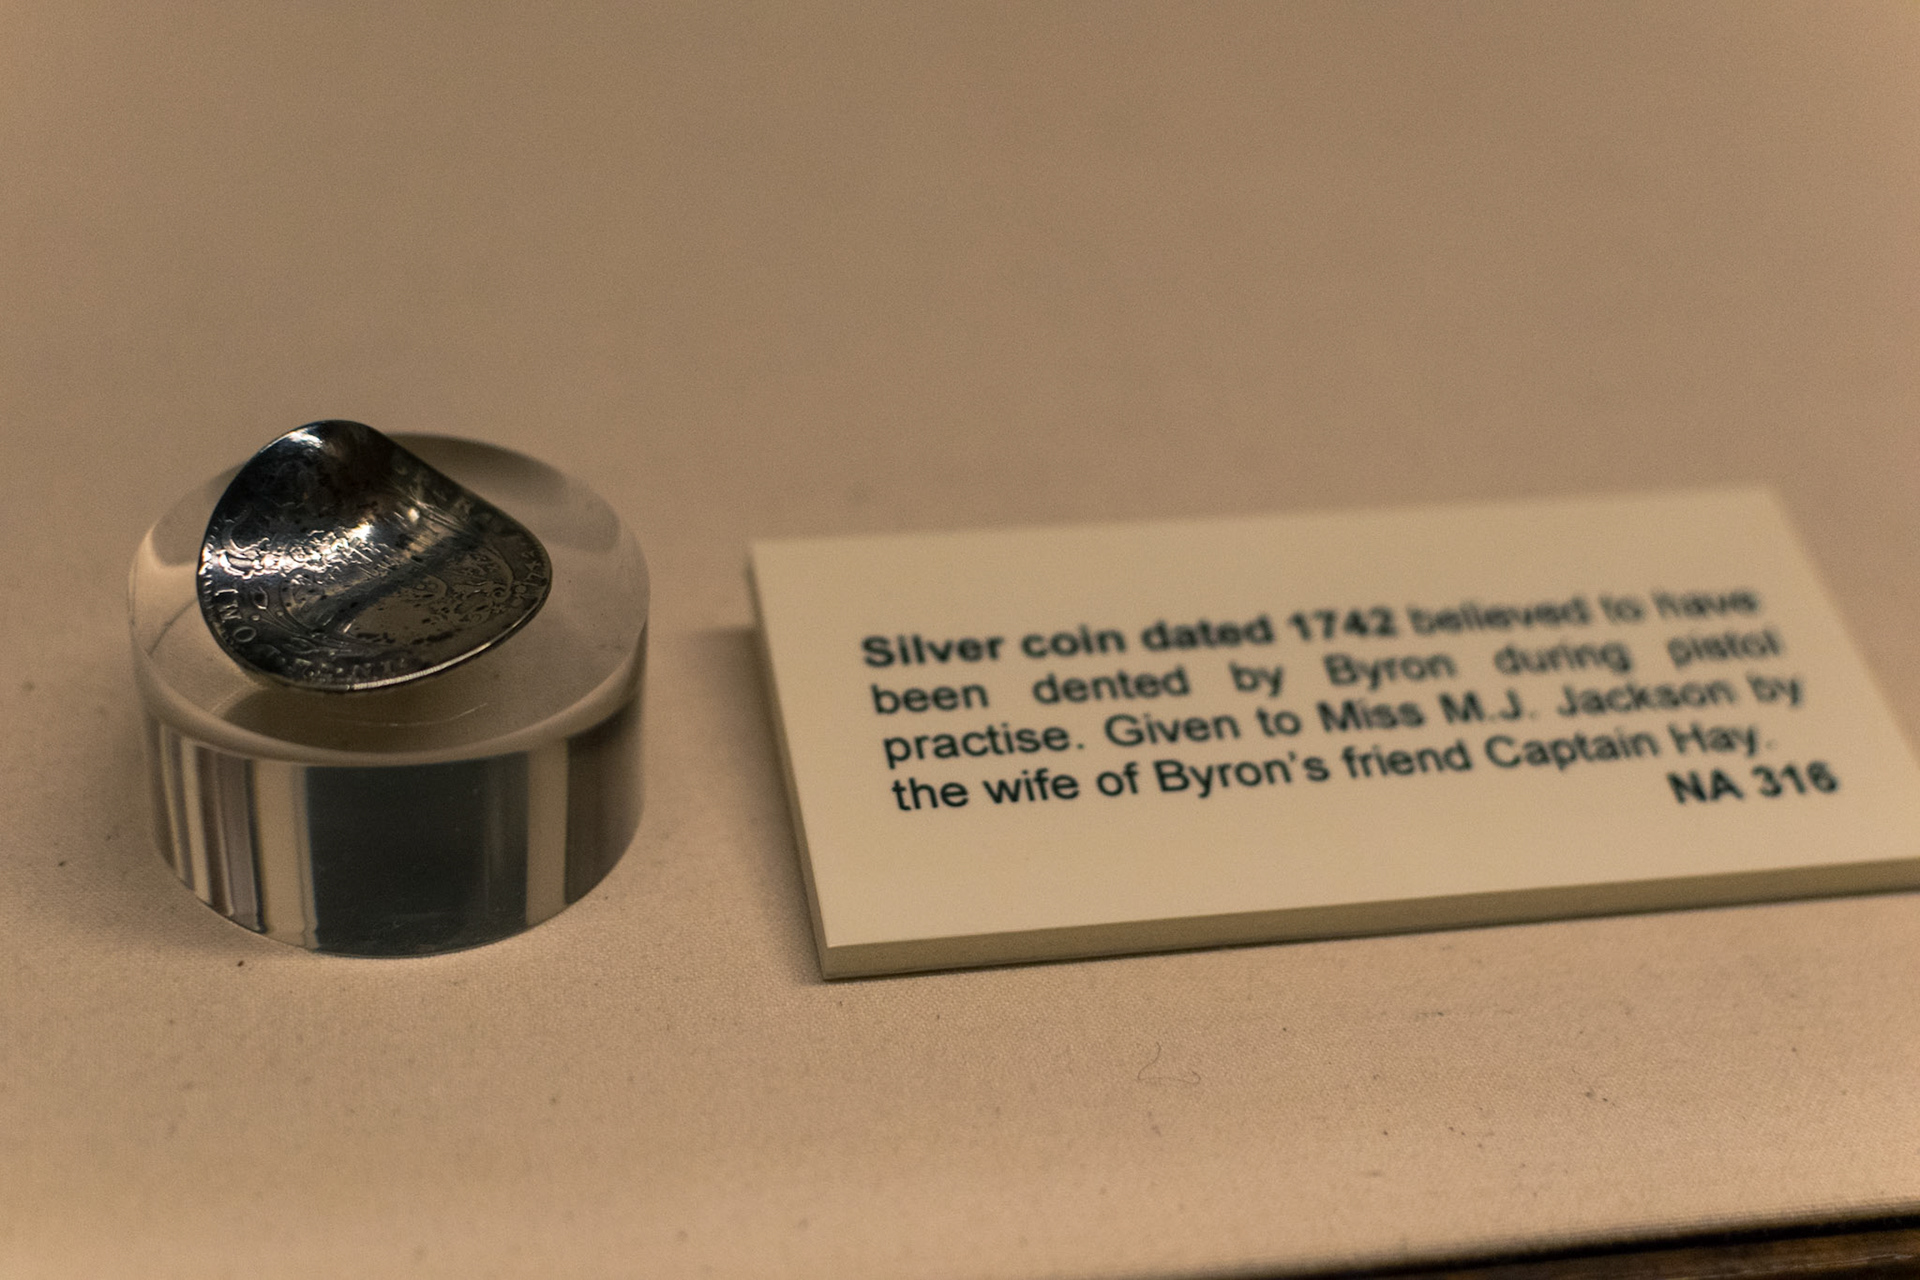 Silver coin dated 1742 believed to have
been dented by Byron during pistol
practise. Given to Miss M.J. Jackson by
the wife of Byron's friend Captain Hay.
NA 316